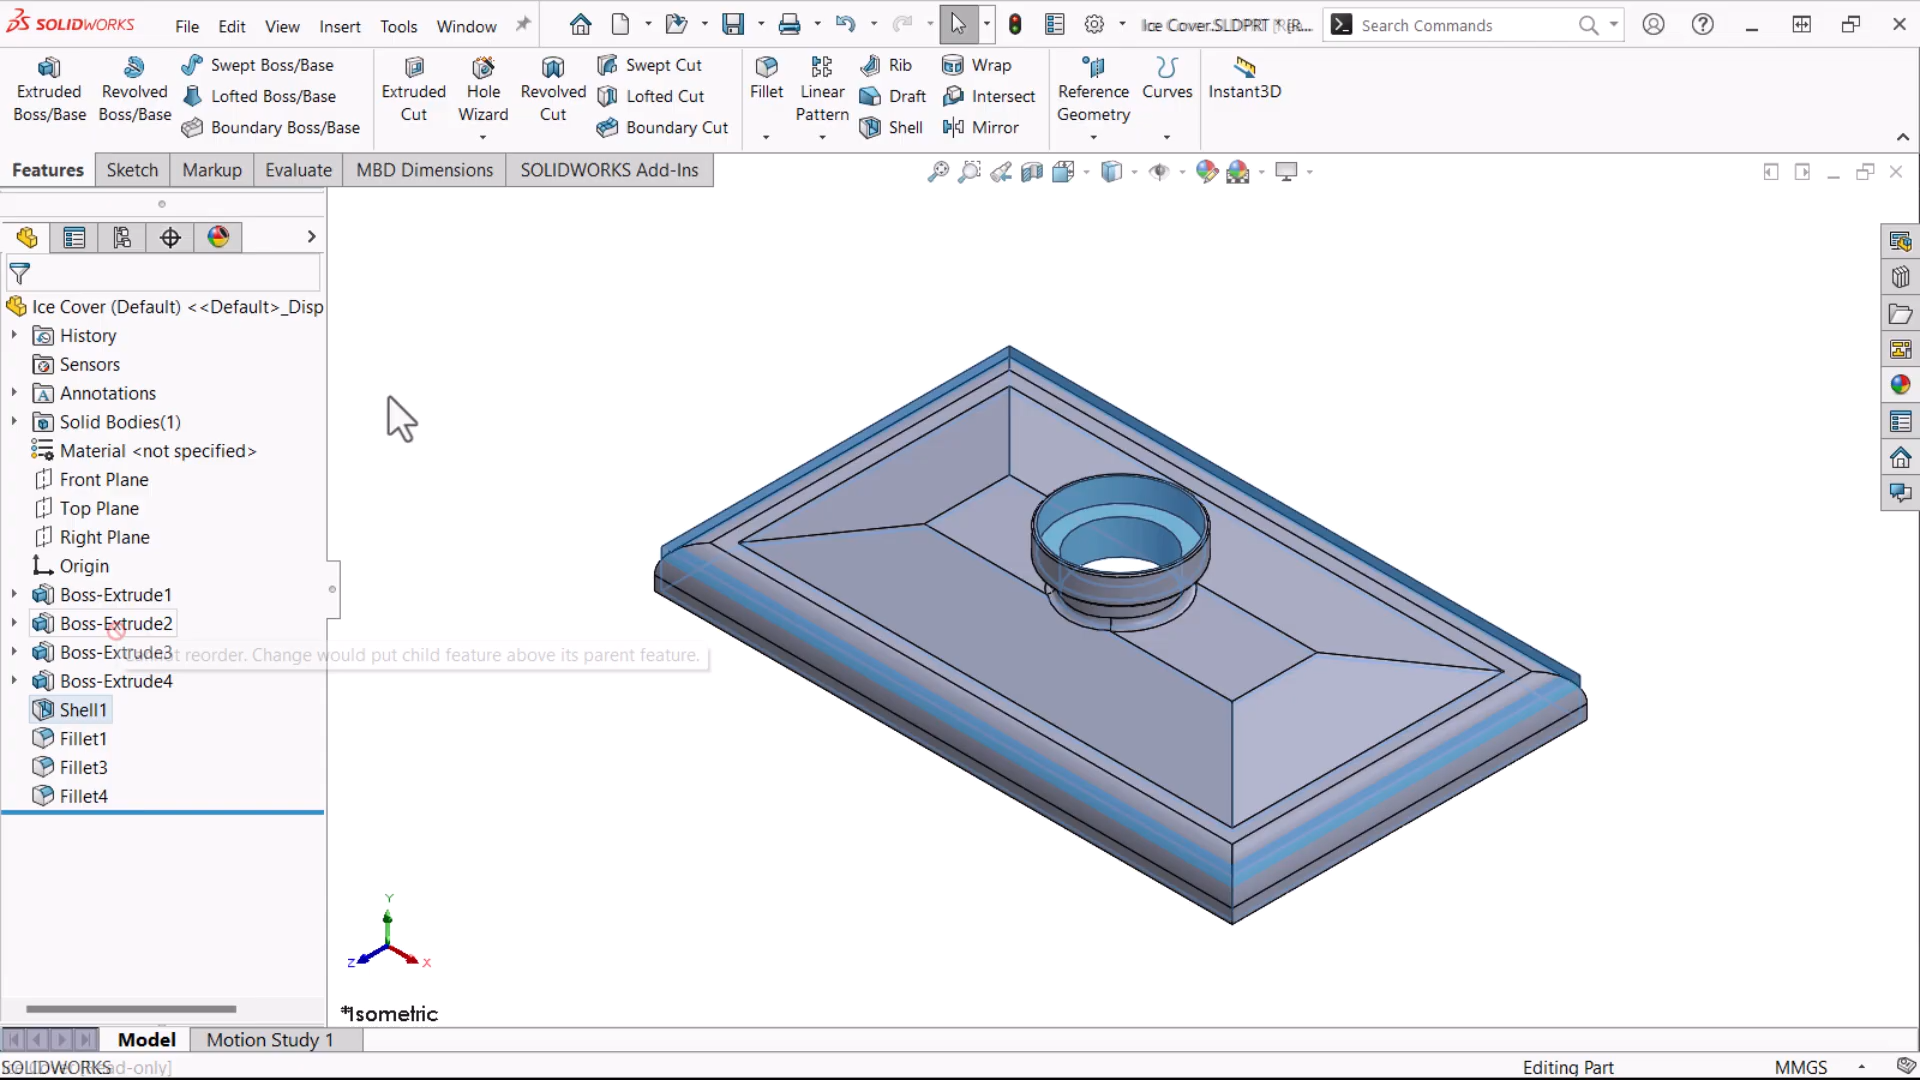 SOLIDWORKS File Edit View Insert Tools Window
Search Commands
Extruded Boss/Base
Revolved Boss/Base
Swept Boss/Base
Lofted Boss/Base
Boundary Boss/Base
Extruded Cut
Hole Wizard
Revolved Cut
Swept Cut
Lofted Cut
Boundary Cut
Fillet
Linear Pattern
Rib
Draft
Shell
Wrap
Intersect
Mirror
Reference Geometry
Curves
Instant3D
Features Sketch Markup Evaluate MBD Dimensions SOLIDWORKS Add-Ins
Ice Cover (Default) <<Default>_Disp
History
Sensors
Annotations
Solid Bodies(1)
Material <not specified>
Front Plane
Top Plane
Right Plane
Origin
Boss-Extrude1
Boss-Extrude2
Boss-Extrude3
reorder. Change would put child feature above its parent feature.
Boss-Extrude4
Shell1
Fillet1
Fillet3
Fillet4
Y
Z X
*Isometric
Model Motion Study 1
SOLIDWORKS
Editing Part MMGS